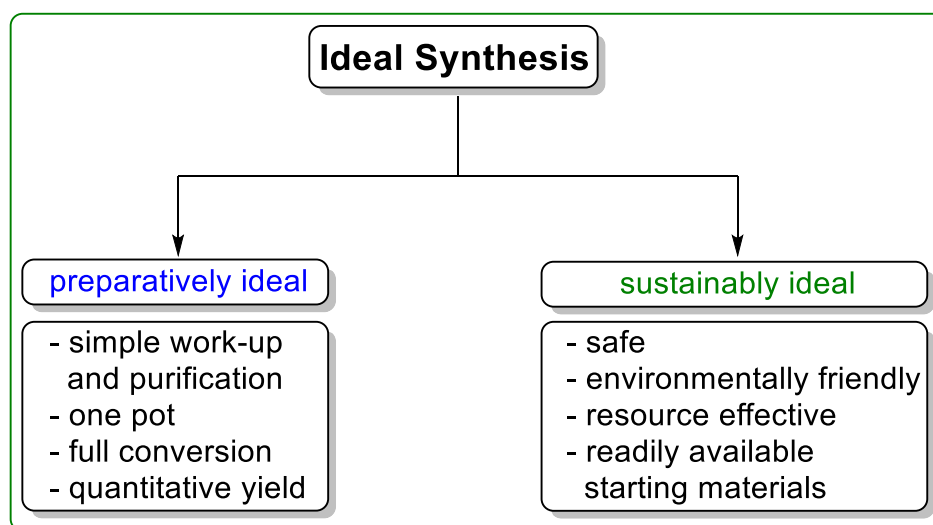 Ideal Synthesis
preparatively ideal
- simple work-up
and purification
- one pot
- full conversion
- quantitative yield
sustainably ideal
- safe
- environmentally friendly
- resource effective
- readily available
starting materials